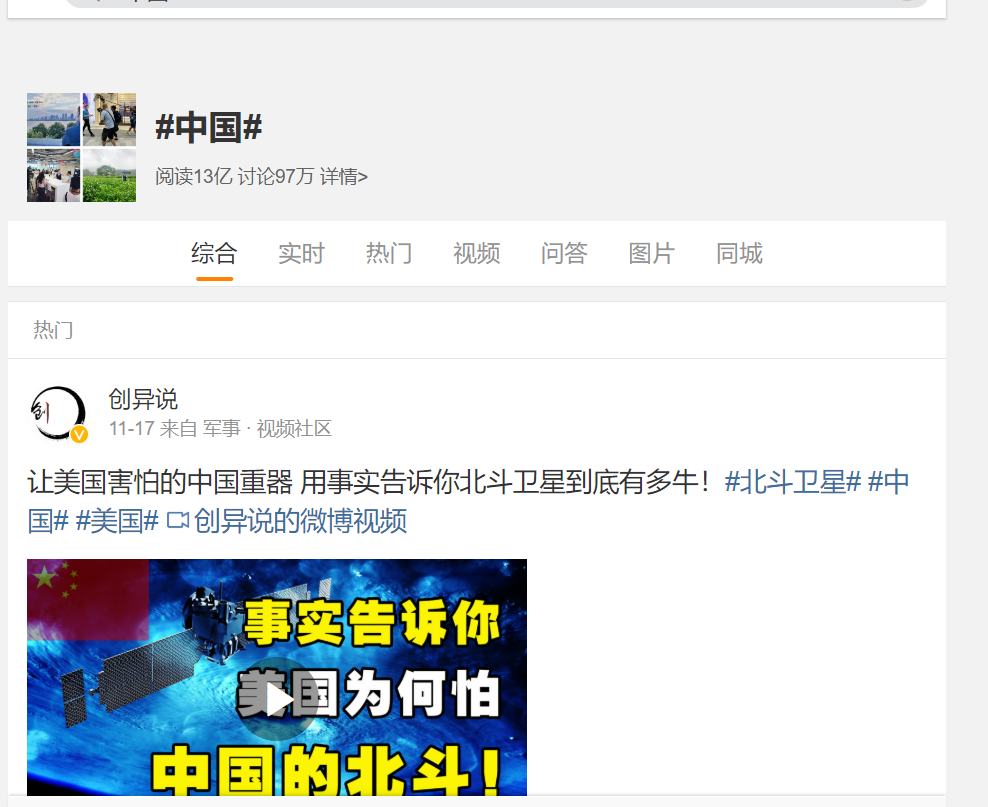 #中国#
阅读13亿 讨论97万 详情>
综合 实时 热门 视频 问答 图片 同城
热门
创
创异说
11-17 来自 军事 · 视频社区
让美国害怕的中国重器 用事实告诉你北斗卫星到底有多牛！#北斗卫星# #中
国# #美国# 创异说的微博视频
事实告诉你
美国为何怕
中国的北斗！